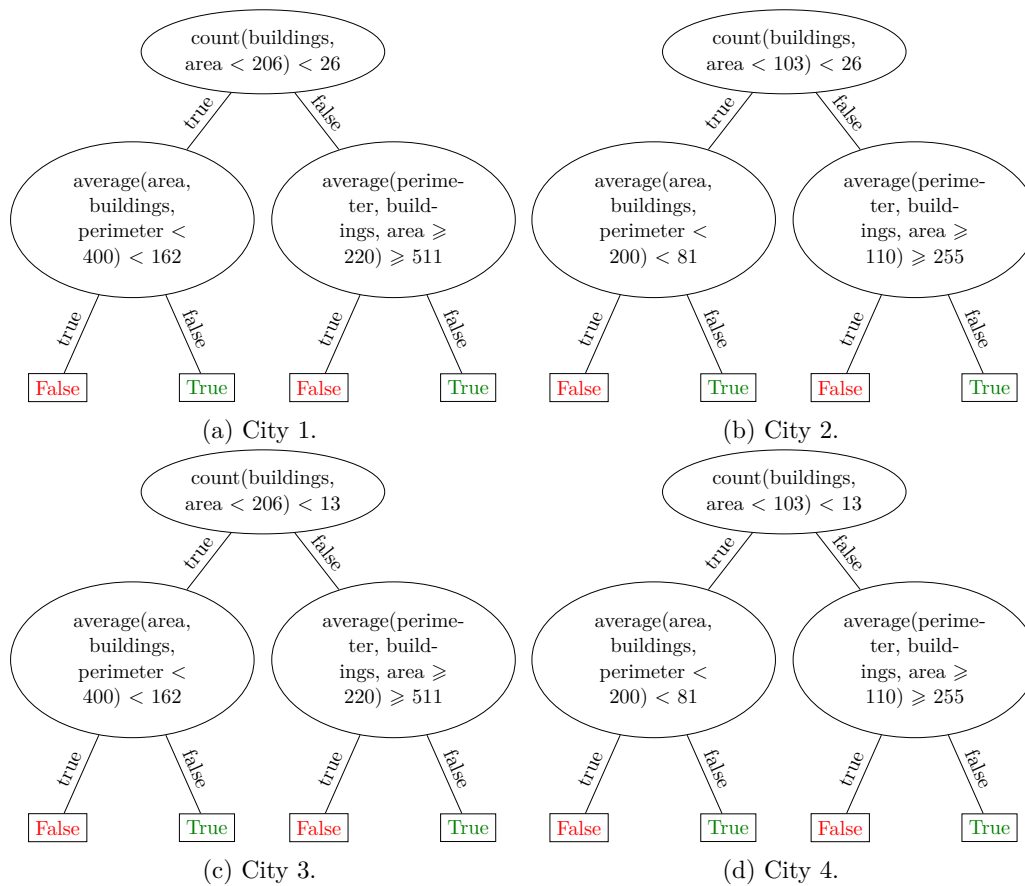 count(buildings,
area < 206) < 26
true
false
average(area,
buildings,
perimeter <
400) < 162
average(perime-
ter, build-
ings, area ⩾
220) ⩾ 511
true
false
true
false
False
True
False
True
(a) City 1.
count(buildings,
area < 103) < 26
true
false
average(area,
buildings,
perimeter <
200) < 81
average(perime-
ter, build-
ings, area ⩾
110) ⩾ 255
true
false
true
false
False
True
False
True
(b) City 2.
count(buildings,
area < 206) < 13
true
false
average(area,
buildings,
perimeter <
400) < 162
average(perime-
ter, build-
ings, area ⩾
220) ⩾ 511
true
false
true
false
False
True
False
True
(c) City 3.
count(buildings,
area < 103) < 13
true
false
average(area,
buildings,
perimeter <
200) < 81
average(perime-
ter, build-
ings, area ⩾
110) ⩾ 255
true
false
true
false
False
True
False
True
(d) City 4.